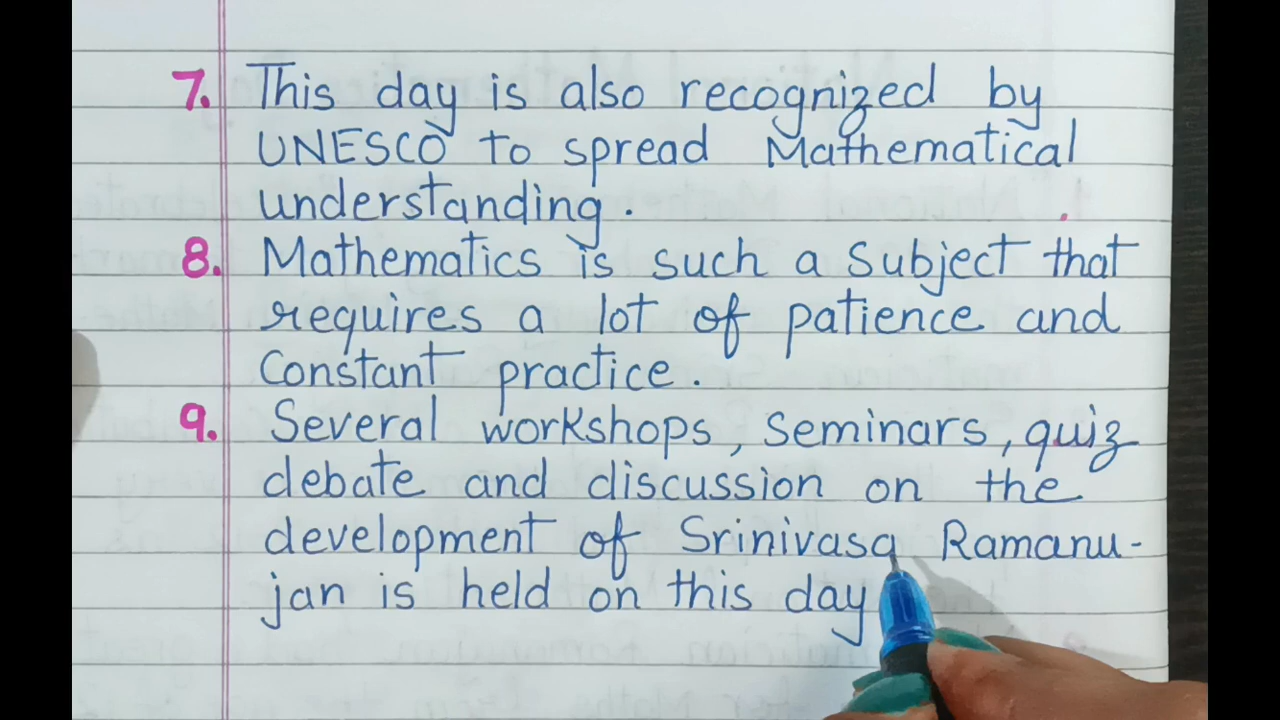 7. This day is also recognized by
UNESCO to spread Mathematical
understanding.
8. Mathematics is such a Subject that
requires a lot of patience and
Constant practice.
9. Several workshops, Seminars, quiz
debate and discussion on the
development of Srinivasa Ramanu-
jan is held on this day